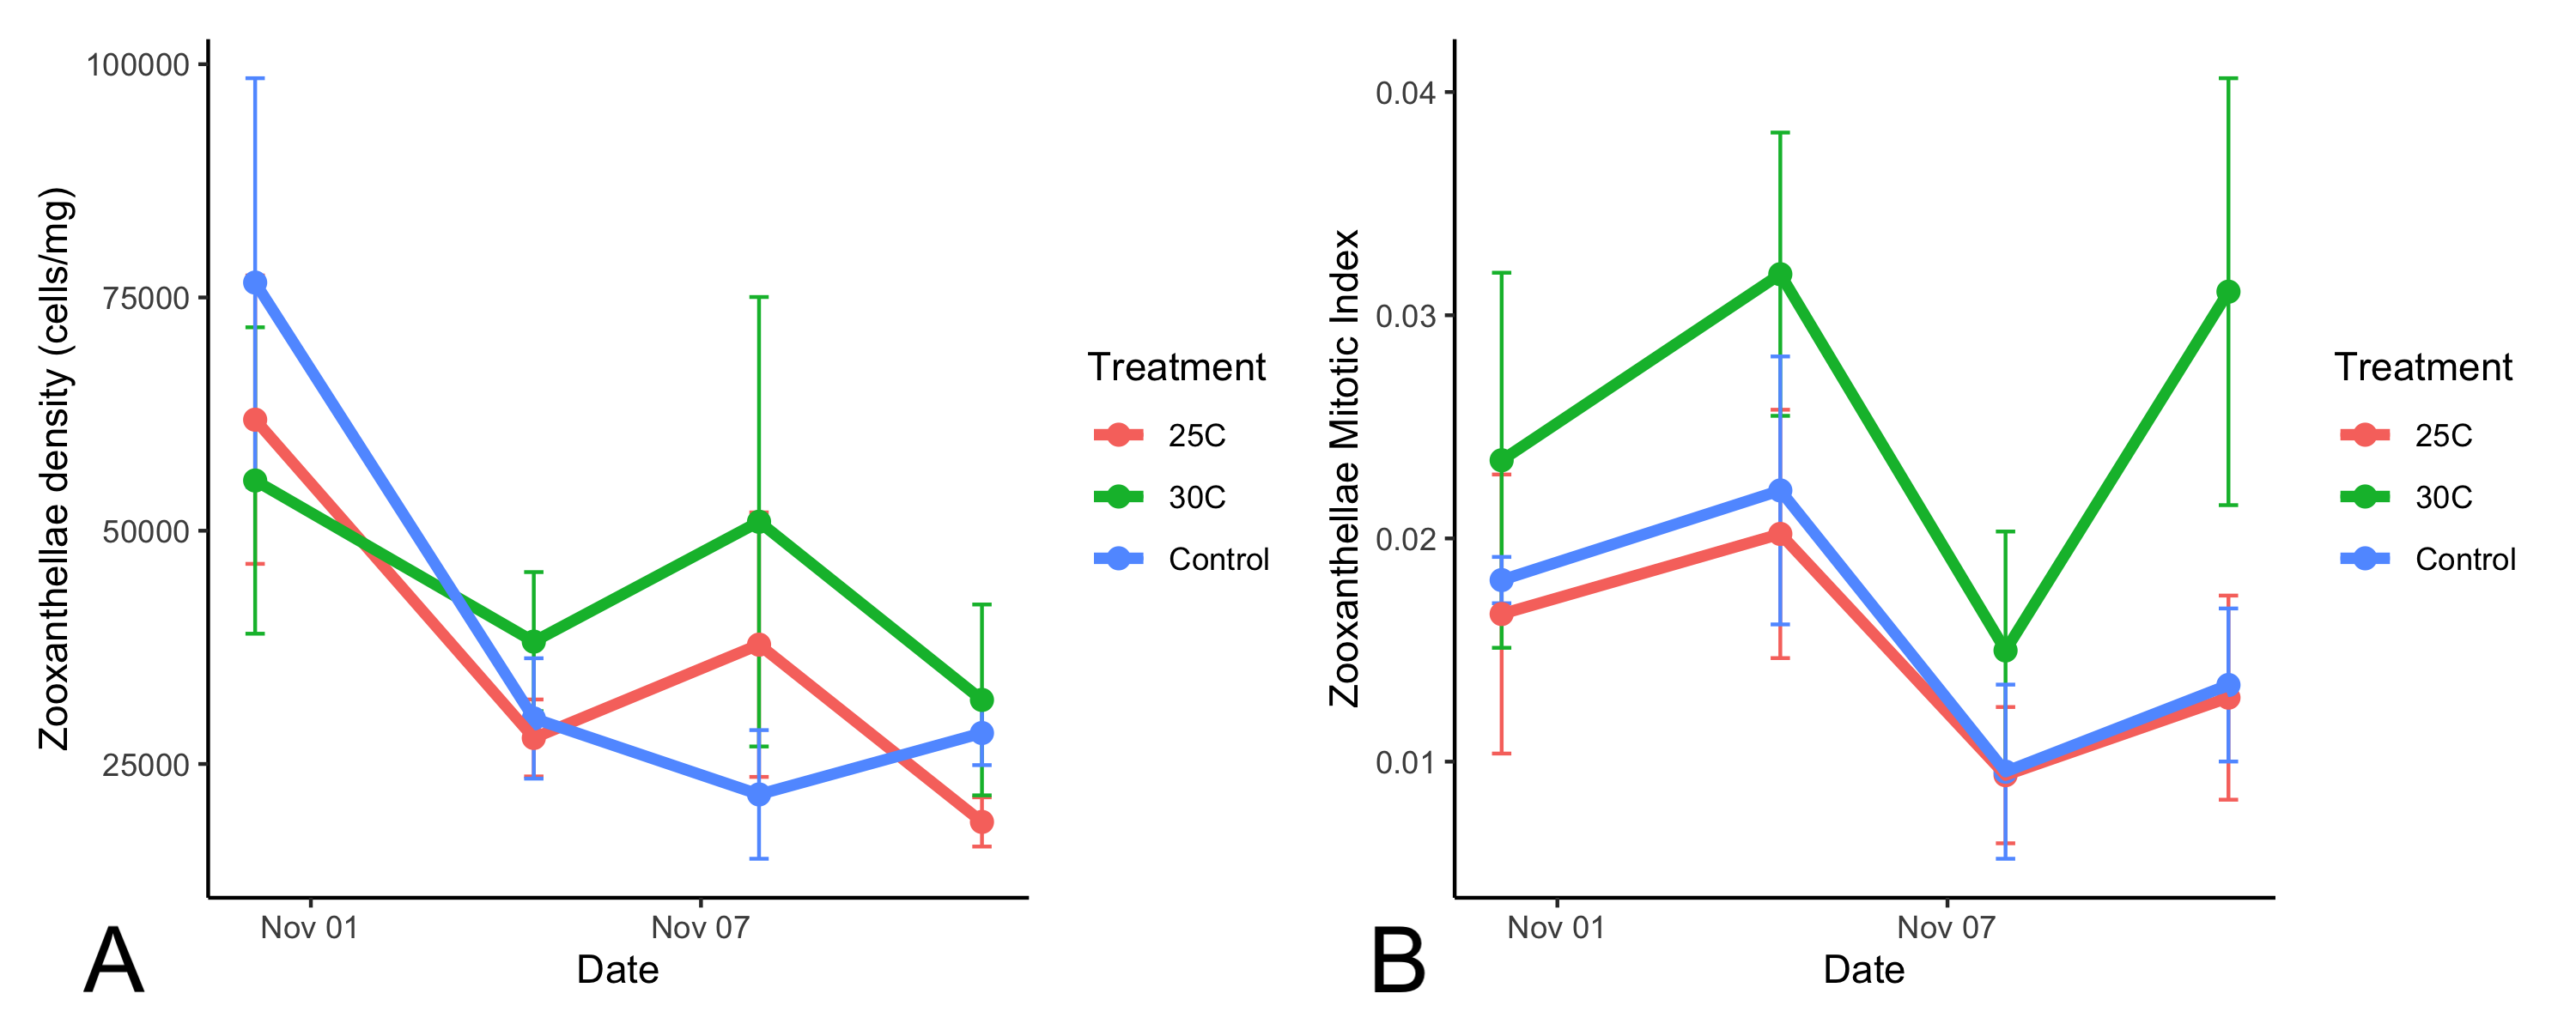 Zooxanthellae density (cells/mg)
100000
75000
50000
25000
Nov 01
Nov 07
Date
A
Treatment
25C
30C
Control
Zooxanthellae Mitotic Index
0.04
0.03
0.02
0.01
Nov 01
Nov 07
Date
B
Treatment
25C
30C
Control